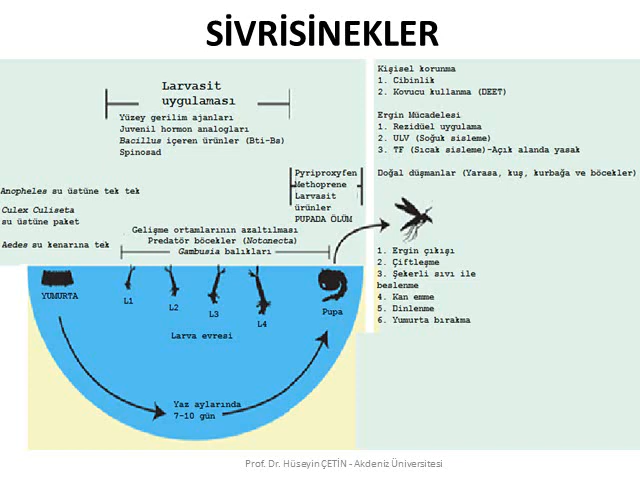 SİVRİSİNEKLER
Larvasit
uygulaması
Yüzey gerilim ajanları
Juvenil hormon analogları
Bacillus içeren ürünler (Bti-Bs)
Spinosad
Pyriproxyfen
Methoprene
Larvasit
ürünler
PUPADA ÖLÜM
Anopheles su üstüne tek tek
Culex Culiseta
su üstüne paket
Aedes su kenarına tek
Gelişme ortamlarının azaltılması
Predatör böcekler (Notonecta)
Gambusia balıkları
YUMURTA
L1
L2
L3
L4
Pupa
Larva evresi
Yaz aylarında
7-10 gün
Kişisel korunma
1. Cibinlik
2. Kovucu kullanma (DEET)
Ergin Mücadelesi
1. Rezidüel uygulama
2. ULV (Soğuk sisleme)
3. TF (Sıcak sisleme)-Açık alanda yasak
Doğal düşmanlar (Yarasa, kuş, kurbağa ve böcekler)
1. Ergin çıkışı
2. Çiftleşme
3. Şekerli sıvı ile
beslenme
4. Kan emme
5. Dinlenme
6. Yumurta bırakma
Prof. Dr. Hüseyin ÇETİN - Akdeniz Üniversitesi